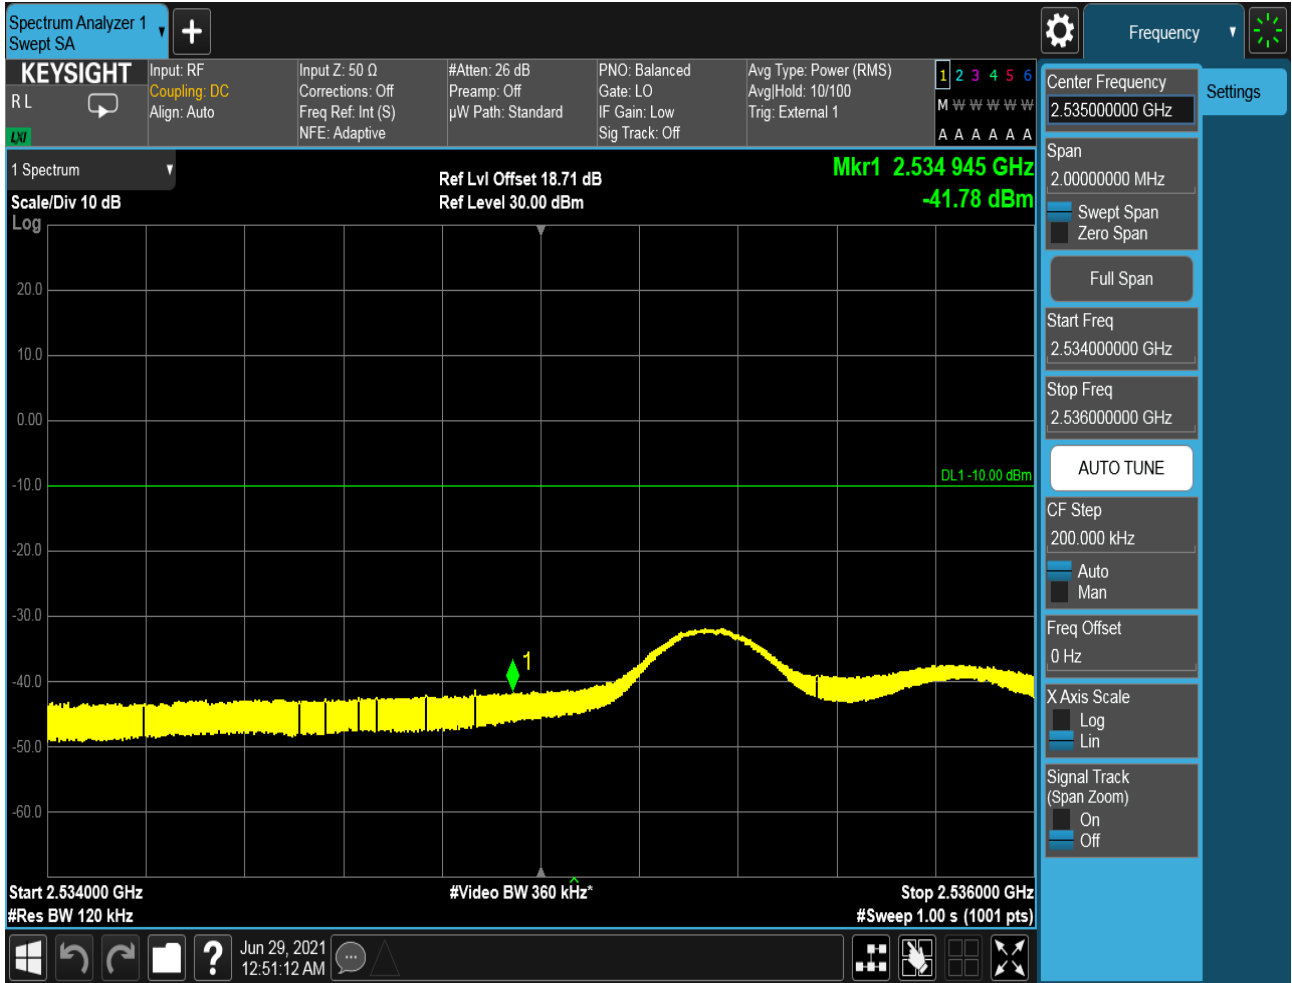 Spectrum Analyzer 1
Swept SA
Frequency
KEYSIGHT
R L
LXI
Input: RF
Coupling: DC
Align: Auto
Input Z: 50 Ω
Corrections: Off
Freq Ref: Int (S)
NFE: Adaptive
#Atten: 26 dB
Preamp: Off
µW Path: Standard
PNO: Balanced
Gate: LO
IF Gain: Low
Sig Track: Off
Avg Type: Power (RMS)
Avg|Hold: 10/100
Trig: External 1
1 2 3 4 5 6
M W W W W W
A A A A A A
1 Spectrum
Scale/Div 10 dB
Log
Ref Lvl Offset 18.71 dB
Ref Level 30.00 dBm
Mkr1 2.534 945 GHz
-41.78 dBm
20.0
10.0
0.00
-10.0
-20.0
-30.0
-40.0
-50.0
-60.0
DL1 -10.00 dBm
1
Start 2.534000 GHz
#Res BW 120 kHz
#Video BW 360 kHz*
Stop 2.536000 GHz
#Sweep 1.00 s (1001 pts)
Center Frequency
2.535000000 GHz
Span
2.00000000 MHz
Swept Span
Zero Span
Full Span
Start Freq
2.534000000 GHz
Stop Freq
2.536000000 GHz
AUTO TUNE
CF Step
200.000 kHz
Auto
Man
Freq Offset
0 Hz
X Axis Scale
Log
Lin
Signal Track
(Span Zoom)
On
Off
Settings
?
Jun 29, 2021
12:51:12 AM